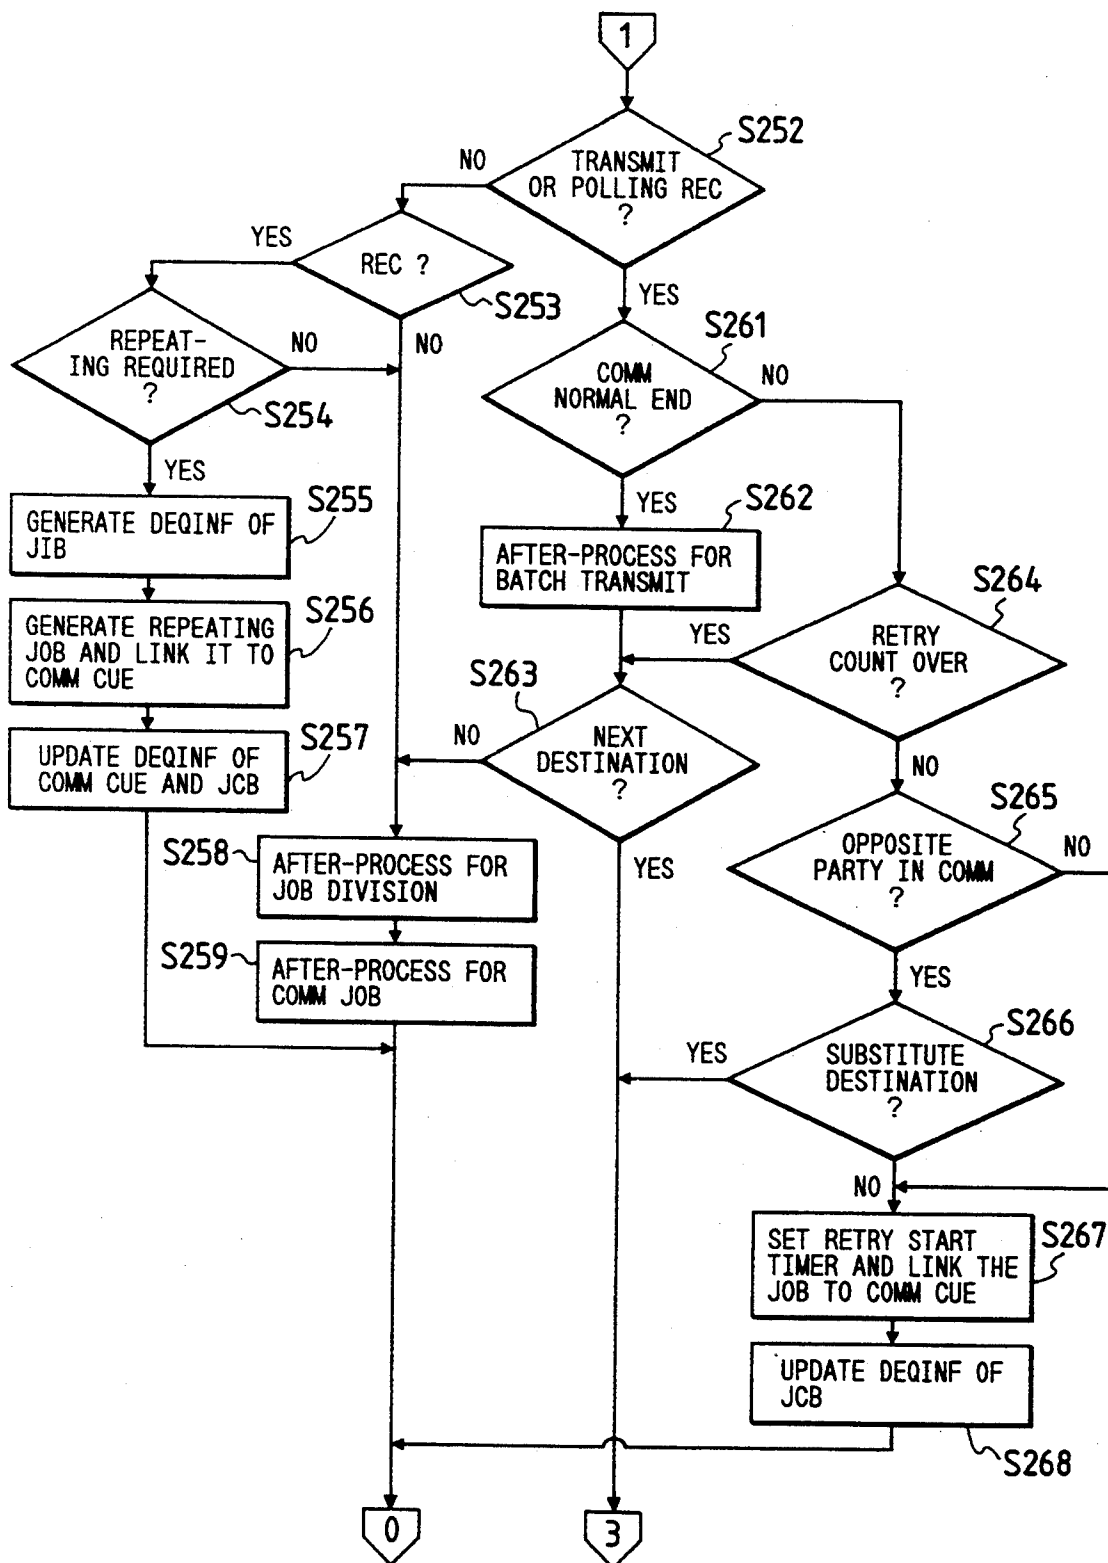 1
S252
NO
TRANSMIT
OR POLLING REC
?
YES
REC ?
S253
YES
S261
REPEAT-
ING REQUIRED
?
NO
NO
S254
COMM
NORMAL END
?
NO
YES
S255
GENERATE DEQINF OF
JIB
YES
S262
AFTER-PROCESS FOR
BATCH TRANSMIT
S256
GENERATE REPEATING
JOB AND LINK IT TO
COMM CUE
S264
YES
RETRY
COUNT OVER
?
S263
S257
UPDATE DEQINF OF
COMM CUE AND JCB
NO
NEXT
DESTINATION
?
NO
S265
S258
AFTER-PROCESS FOR
JOB DIVISION
YES
OPPOSITE
PARTY IN COMM
?
NO
S259
AFTER-PROCESS FOR
COMM JOB
YES
S266
YES
SUBSTITUTE
DESTINATION
?
NO
S267
SET RETRY START
TIMER AND LINK THE
JOB TO COMM CUE
UPDATE DEQINF OF
JCB
S268
0
3